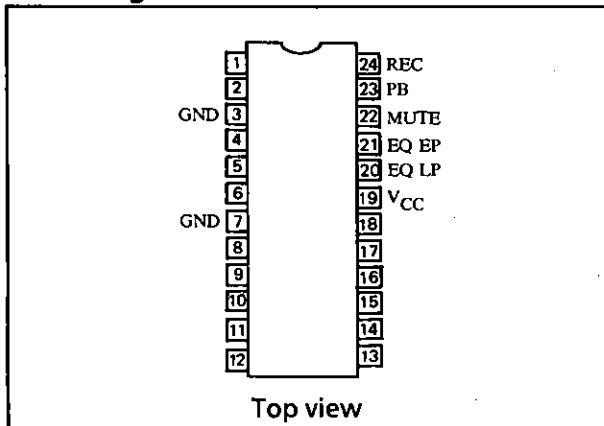 1 24 REC
2 23 PB
GND 3 22 MUTE
4 21 EQ EP
5 20 EQ LP
6 19 VCC
GND 7 18
8 17
9 16
10 15
11 14
12 13
Top view